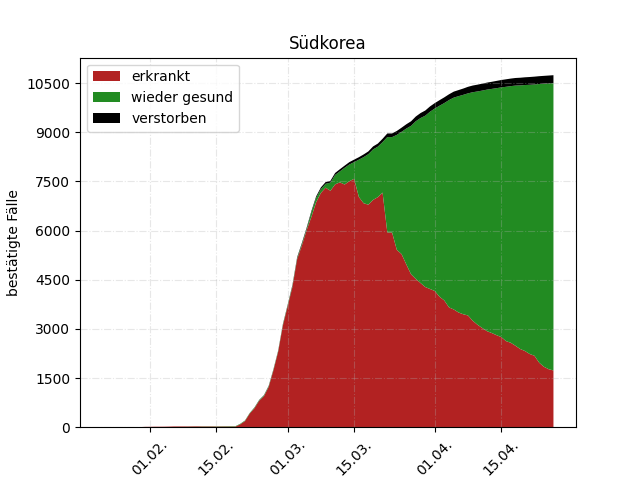 Südkorea
erkrankt
wieder gesund
verstorben
bestätigte Fälle
10500
9000
7500
6000
4500
3000
1500
0
01.02.
15.02.
01.03.
15.03.
01.04.
15.04.